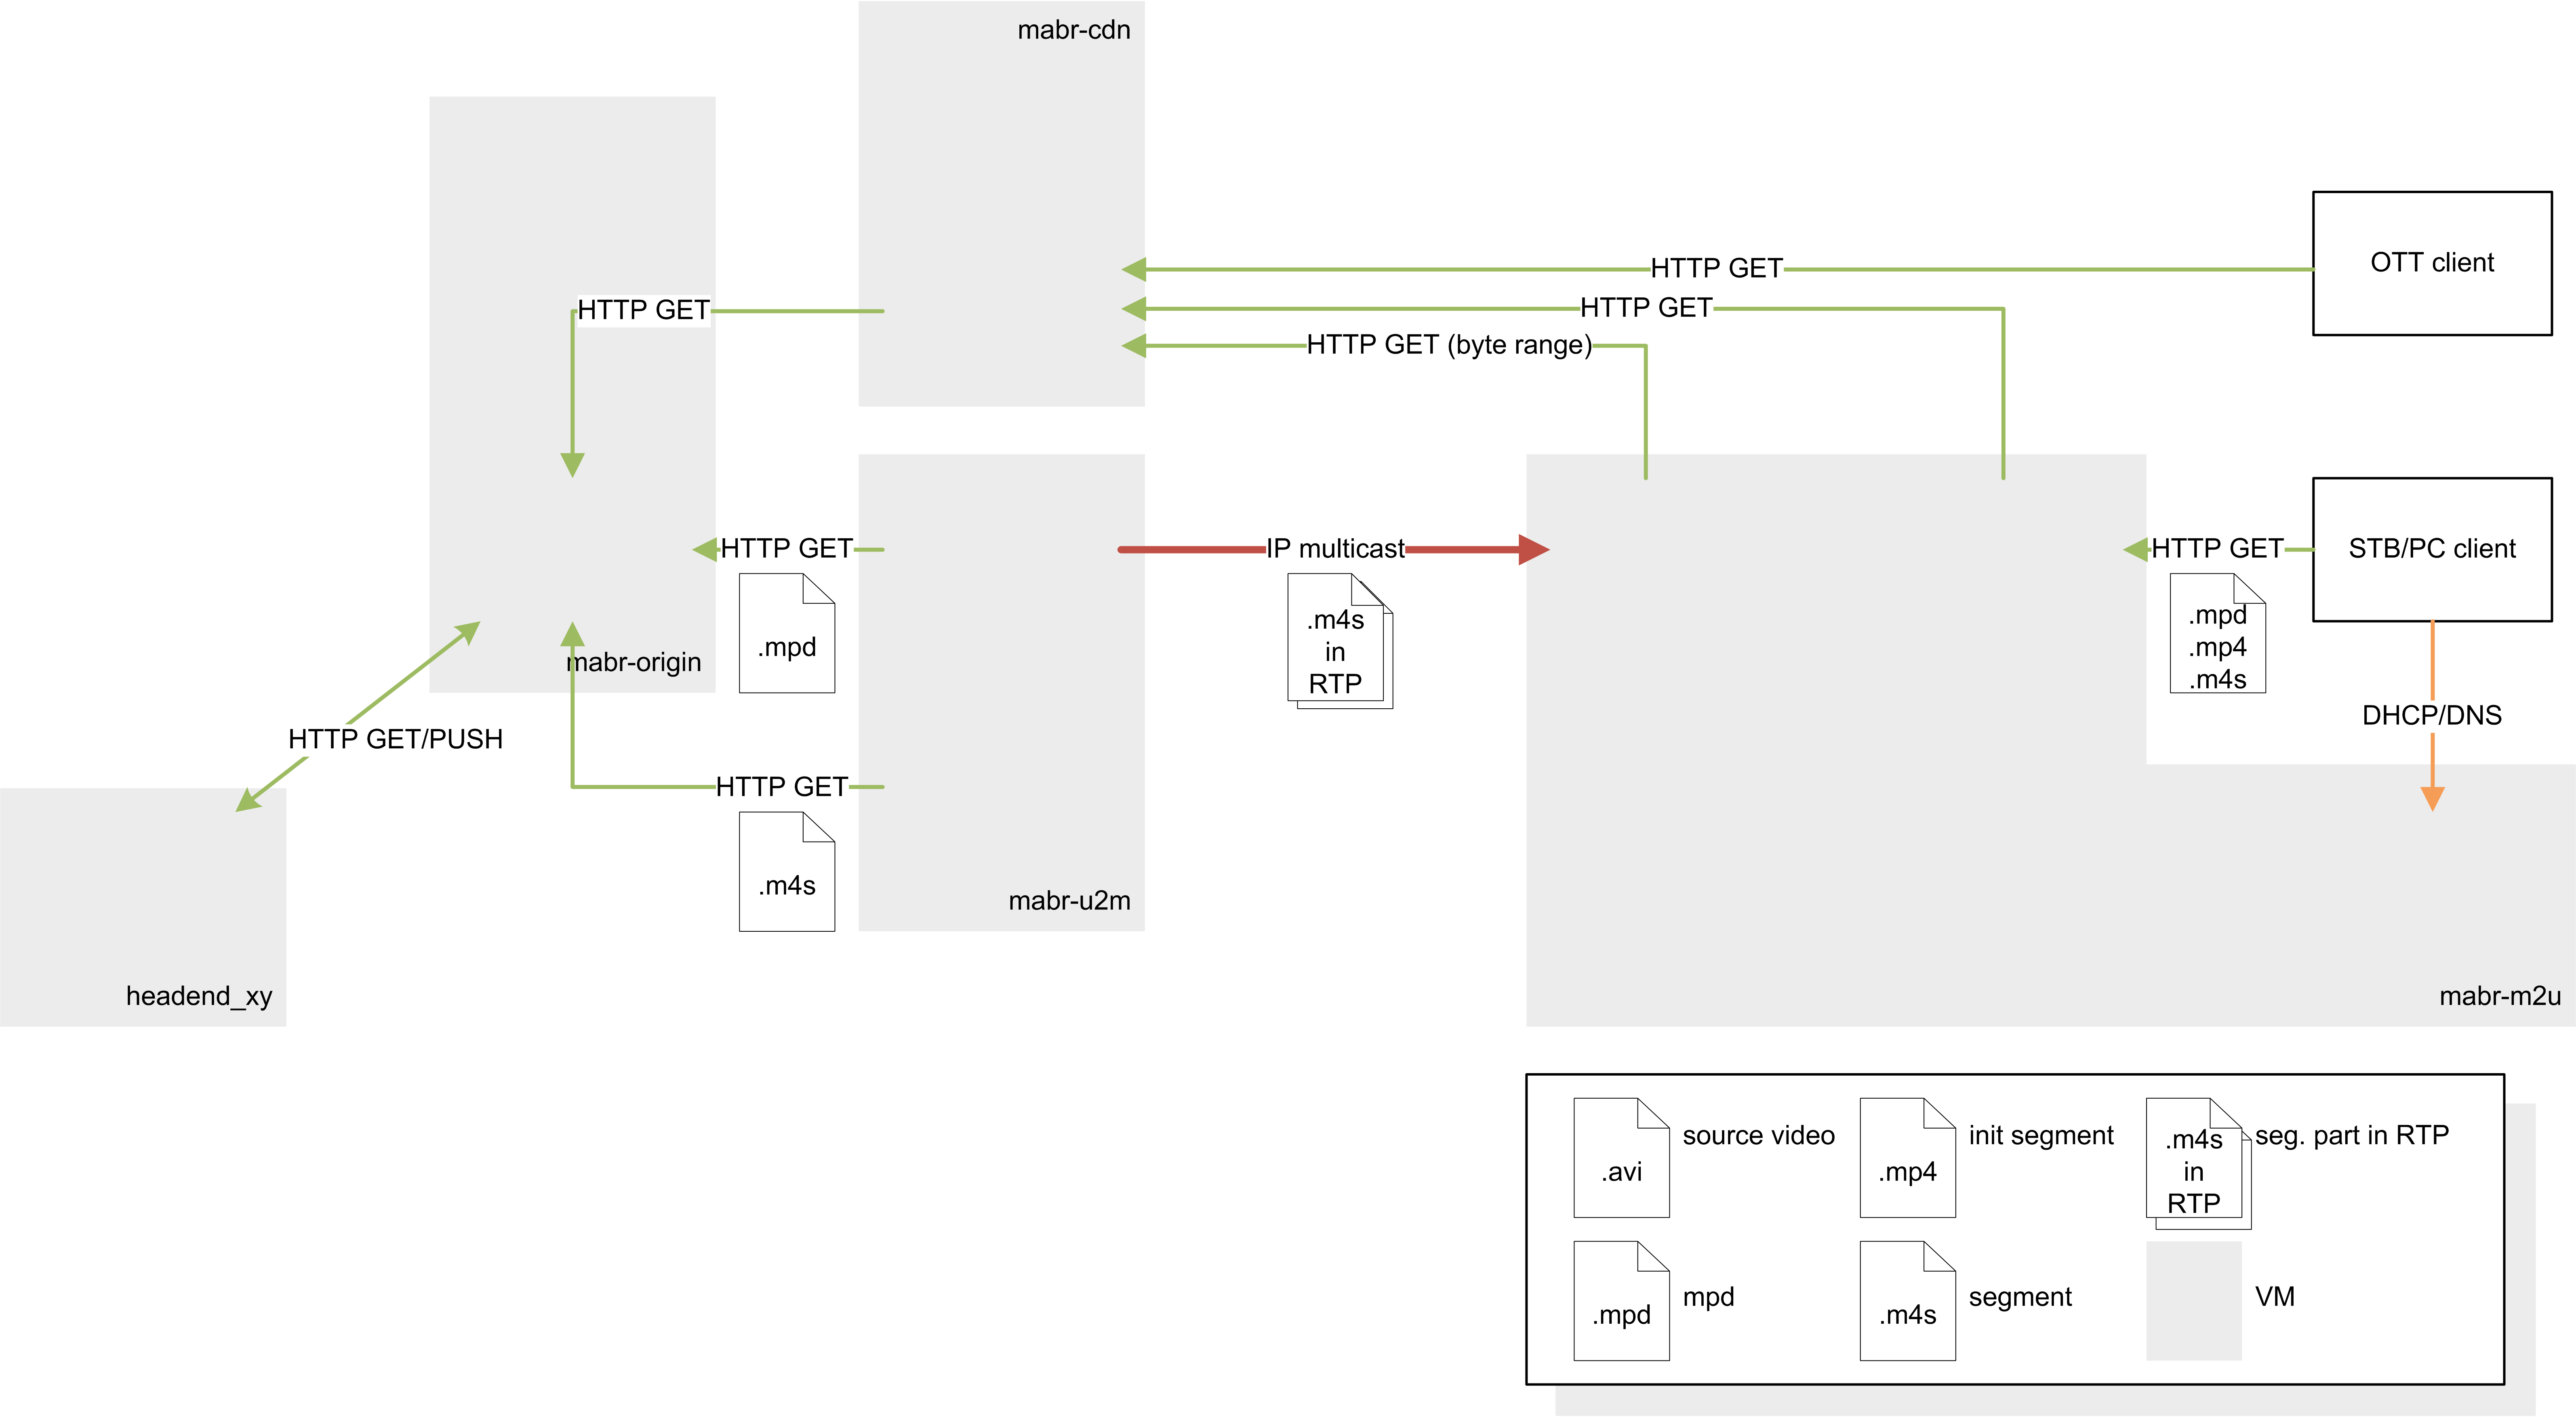 mabr-cdn
OTT client
HTTP GET
HTTP GET
HTTP GET
HTTP GET (byte range)
HTTP GET
IP multicast
HTTP GET
STB/PC client
.mpd
.m4s
in
RTP
.mpd
.mp4
.m4s
mabr-origin
HTTP GET/PUSH
DHCP/DNS
HTTP GET
.m4s
mabr-u2m
headend_xy
mabr-m2u
.avi
source video
.mp4
init segment
.m4s
in
RTP
seg. part in RTP
.mpd
mpd
.m4s
segment
VM